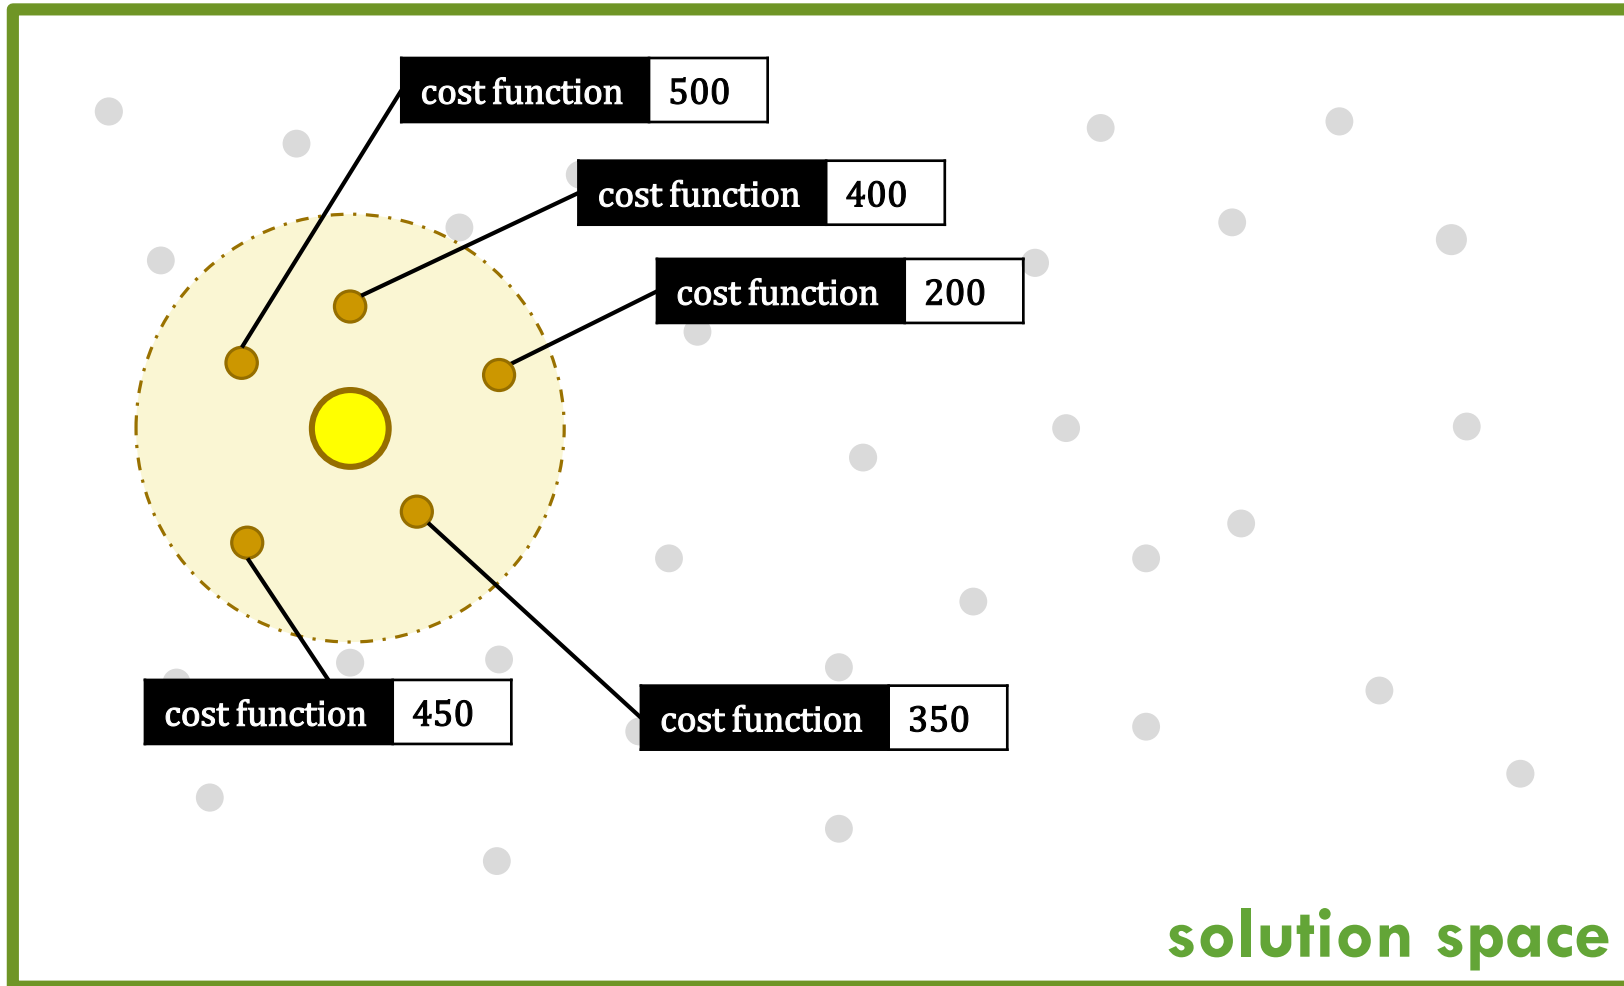 cost function 500
cost function 400
cost function 200
cost function 450
cost function 350
solution space